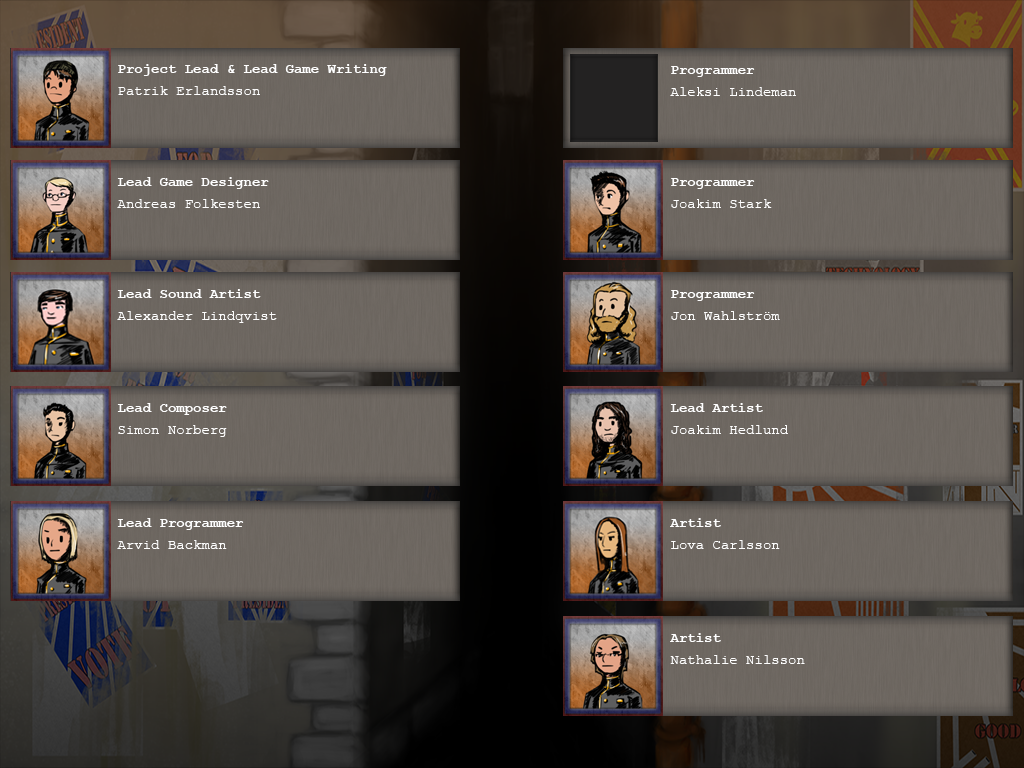 Project Lead & Lead Game Writing
Patrik Erlandsson
Lead Game Designer
Andreas Folkesten
Lead Sound Artist
Alexander Lindqvist
Lead Composer
Simon Norberg
Lead Programmer
Arvid Backman
VOTE
Programmer
Aleksi Lindeman
Programmer
Joakim Stark
Programmer
Jon Wahlström
Lead Artist
Joakim Hedlund
Artist
Lova Carlsson
Artist
Nathalie Nilsson
GOOD